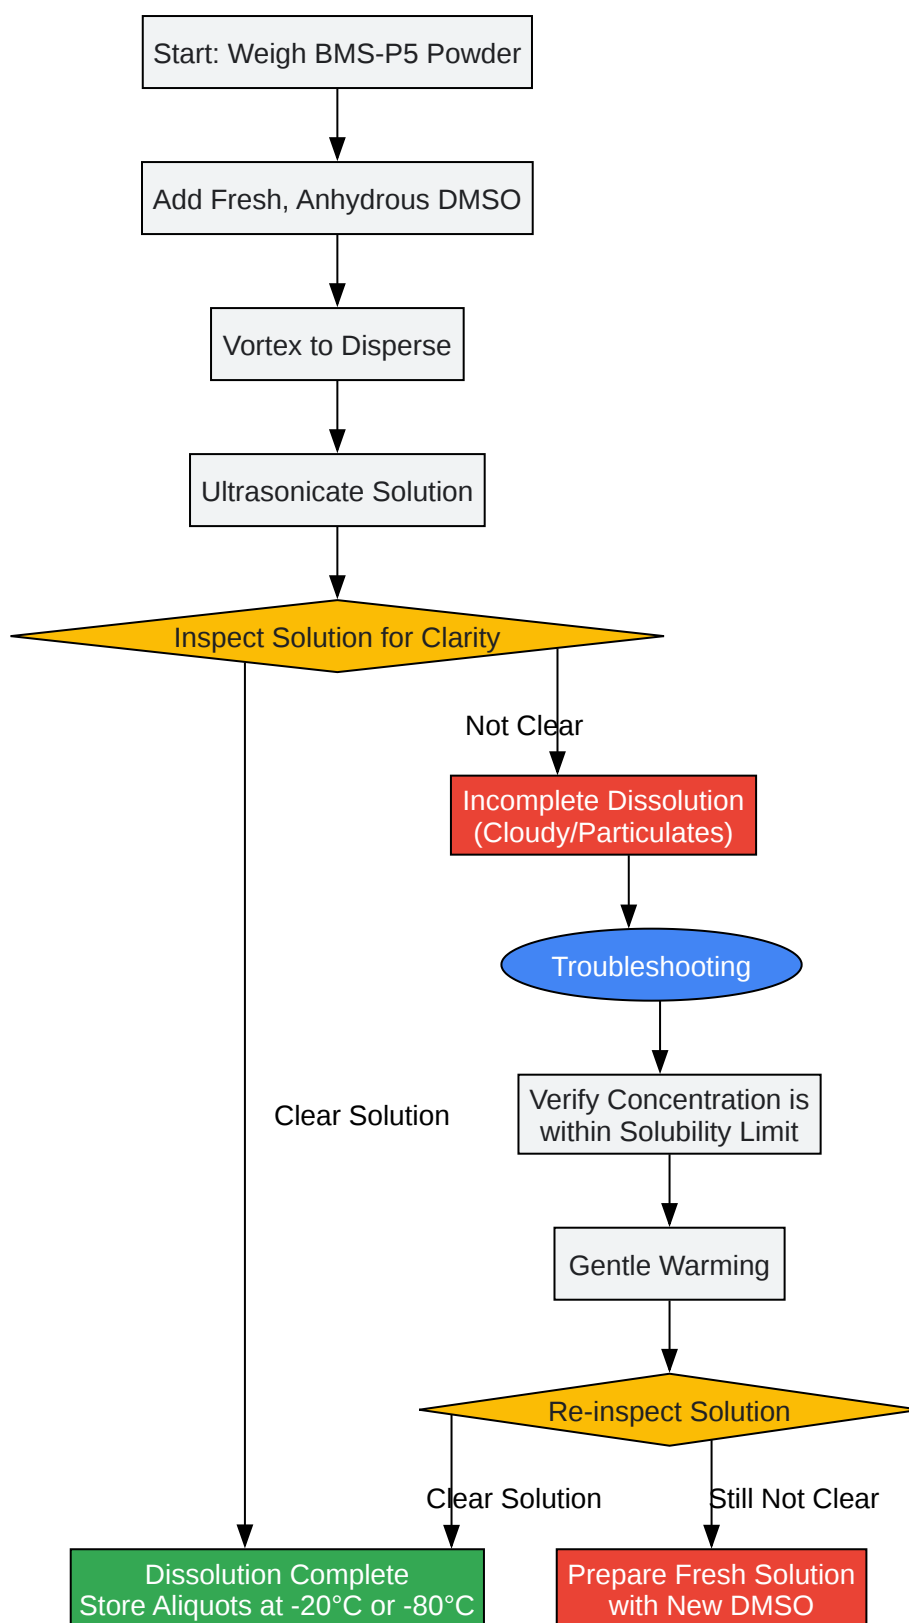 Start: Weigh BMS-P5 Powder
Add Fresh, Anhydrous DMSO
Vortex to Disperse
Ultrasonicate Solution
Inspect Solution for Clarity
Not Clear
Incomplete Dissolution
(Cloudy/Particulates)
Troubleshooting
Verify Concentration is
within Solubility Limit
Clear Solution
Gentle Warming
Re-inspect Solution
Clear Solution
Still Not Clear
Dissolution Complete
Store Aliquots at -20°C or -80°C
Prepare Fresh Solution
with New DMSO